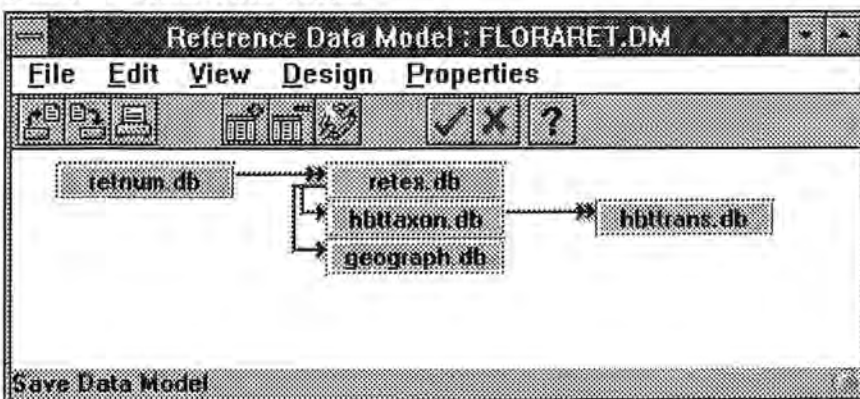 Reference Data Model : FLORARET.DM
File Edit View Design Properties
?
retnum.db retex.db
hbttaxon.db hbttrans.db
geograph.db
Save Data Model